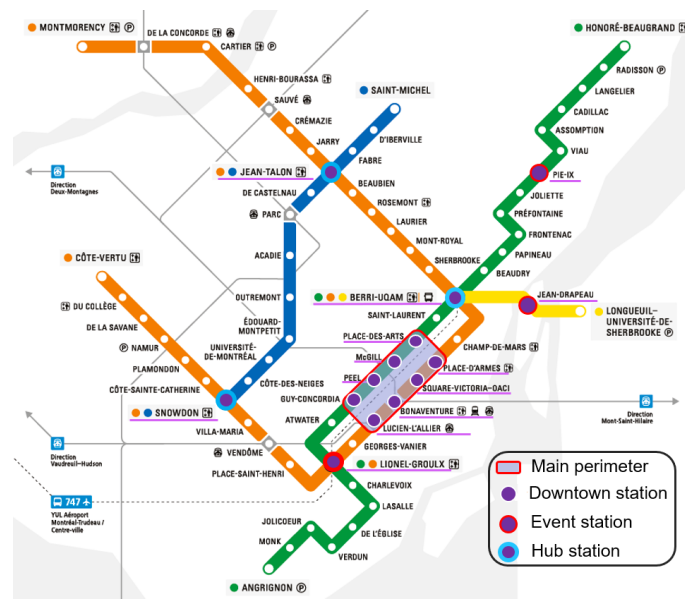 MONTMORENCY P
DE LA CONCORDE
CARTIER P
HENRI-BOURASSA
SAUVÉ
CRÉMAZIE
JARRY
JEAN-TALON
SAINT-MICHEL
D'IBERVILLE
FABRE
BEAUBIEN
DE CASTELNAU
ROSEMONT
PARC
LAURIER
MONT-ROYAL
ACADIE
SHERBROOKE
OUTREMONT
BERRI-UQAM
ÉDOUARD-
MONTPETIT
UNIVERSITÉ-
DE-MONTRÉAL
HONORÉ-BEAUGRAND
RADISSON P
LANGELIER
CADILLAC
ASSOMPTION
VIAU
PIE-IX
JOLIETTE
PRÉFONTAINE
FRONTENAC
PAPINEAU
BEAUDRY
JEAN-DRAPEAU
LONGUEUIL–
UNIVERSITÉ-DE-
SHERBROOKE P
Direction
Deux-Montagnes
CÔTE-VERTU
DU COLLÈGE
DE LA SAVANE
P NAMUR
PLAMONDON
CÔTE-SAINTE-CATHERINE
SNOWDON
CÔTE-DES-NEIGES
VILLA-MARIA
VENDÔME
PLACE-SAINT-HENRI
SAINT-LAURENT
PLACE-DES-ARTS
McGILL
PEEL
GUY-CONCORDIA
ATWATER
CHAMP-DE-MARS
PLACE-D'ARMES
SQUARE-VICTORIA–OACI
BONAVENTURE
LUCIEN-L'ALLIER
GEORGES-VANIER
LIONEL-GROULX
CHARLEVOIX
LASALLE
DE L'ÉGLISE
VERDUN
JOLICOEUR
MONK
ANGRIGNON P
Direction
Mont-Saint-Hilaire
Direction
Vaudreuil–Hudson
747
YUL Aéroport
Montréal-Trudeau /
Centre-ville
Main perimeter
Downtown station
Event station
Hub station